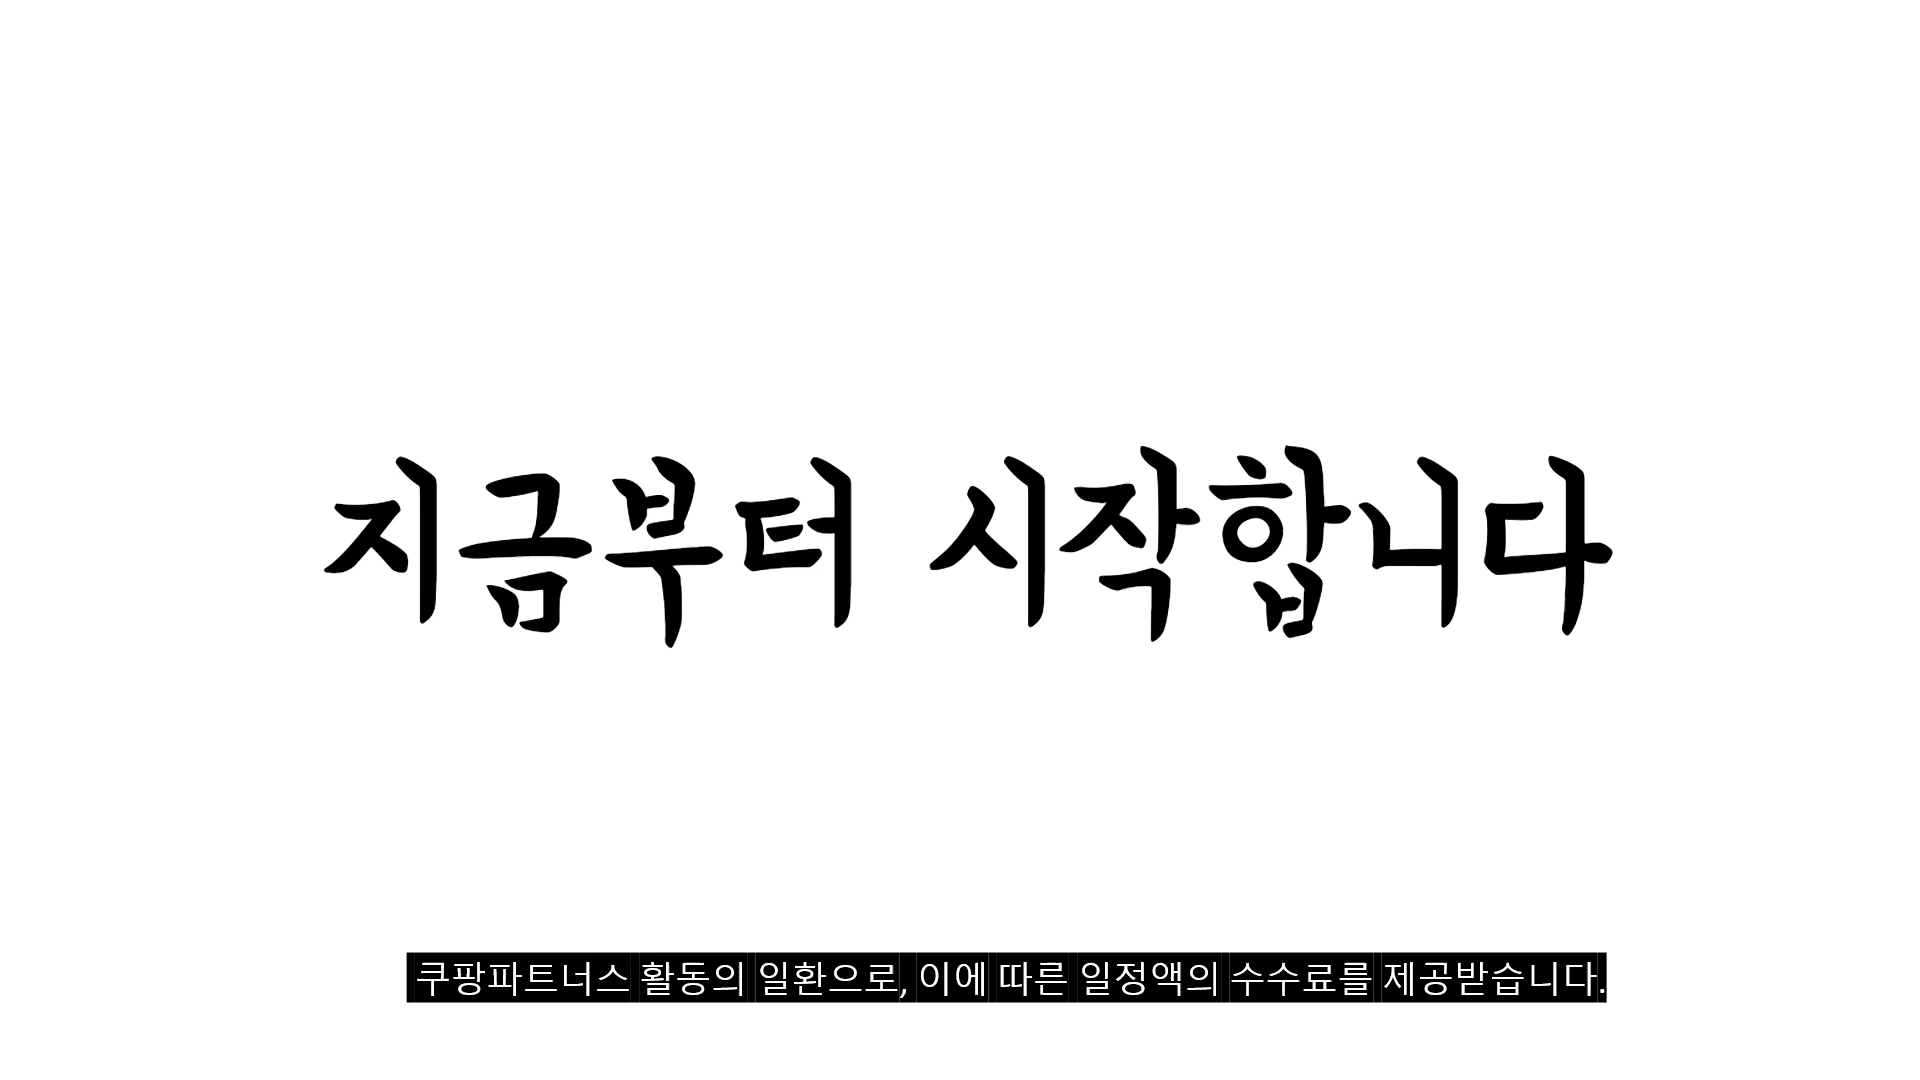 지금부터 시작합니다
쿠팡파트너스 활동의 일환으로, 이에 따른 일정액의 수수료를 제공받습니다.